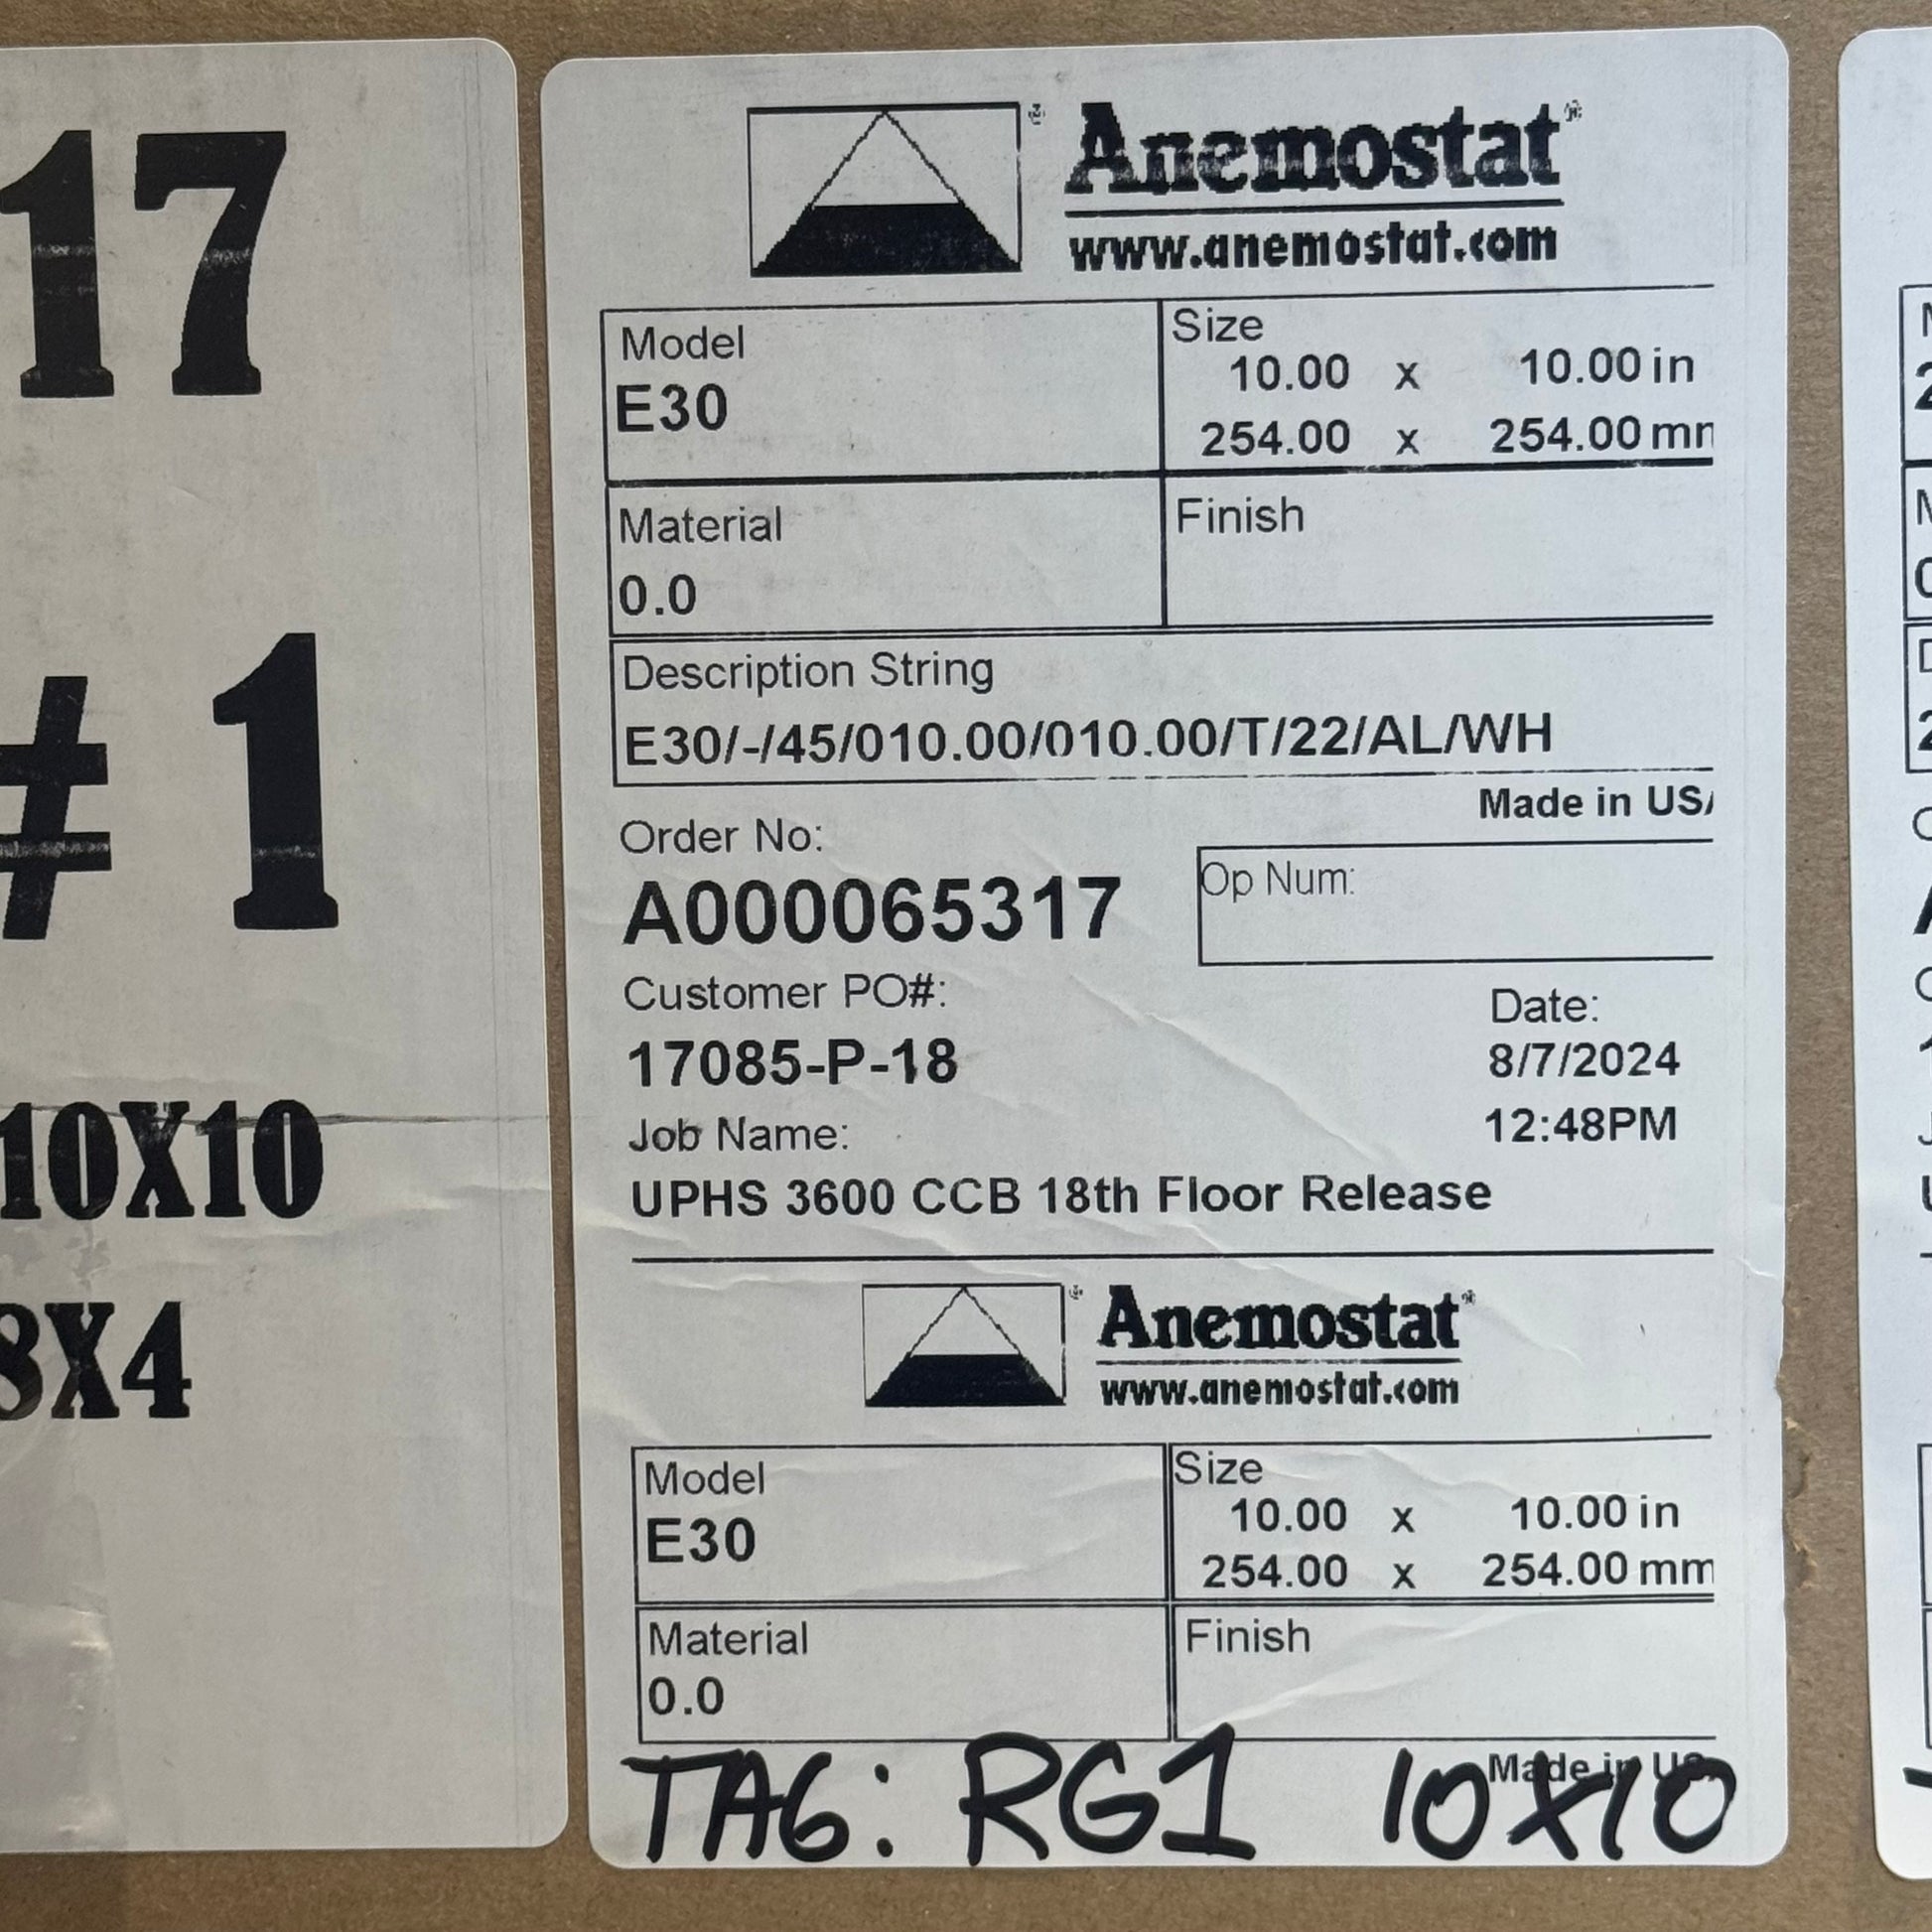 17
# 1
10X10
8X4
Anemostat®
www.anemostat.com
Model
E30
Size
10.00 x 10.00 in
254.00 x 254.00 mm
Material
0.0
Finish
Description String
E30/-/45/010.00/010.00/T/22/AL/WH
Made in USA
Order No:
A000065317
Op Num:
Customer PO#:
17085-P-18
Date:
8/7/2024
12:48PM
Job Name:
UPHS 3600 CCB 18th Floor Release
Anemostat®
www.anemostat.com
Model
E30
Size
10.00 x 10.00 in
254.00 x 254.00 mm
Material
0.0
Finish
Made in US
TAG: RG1 10X10